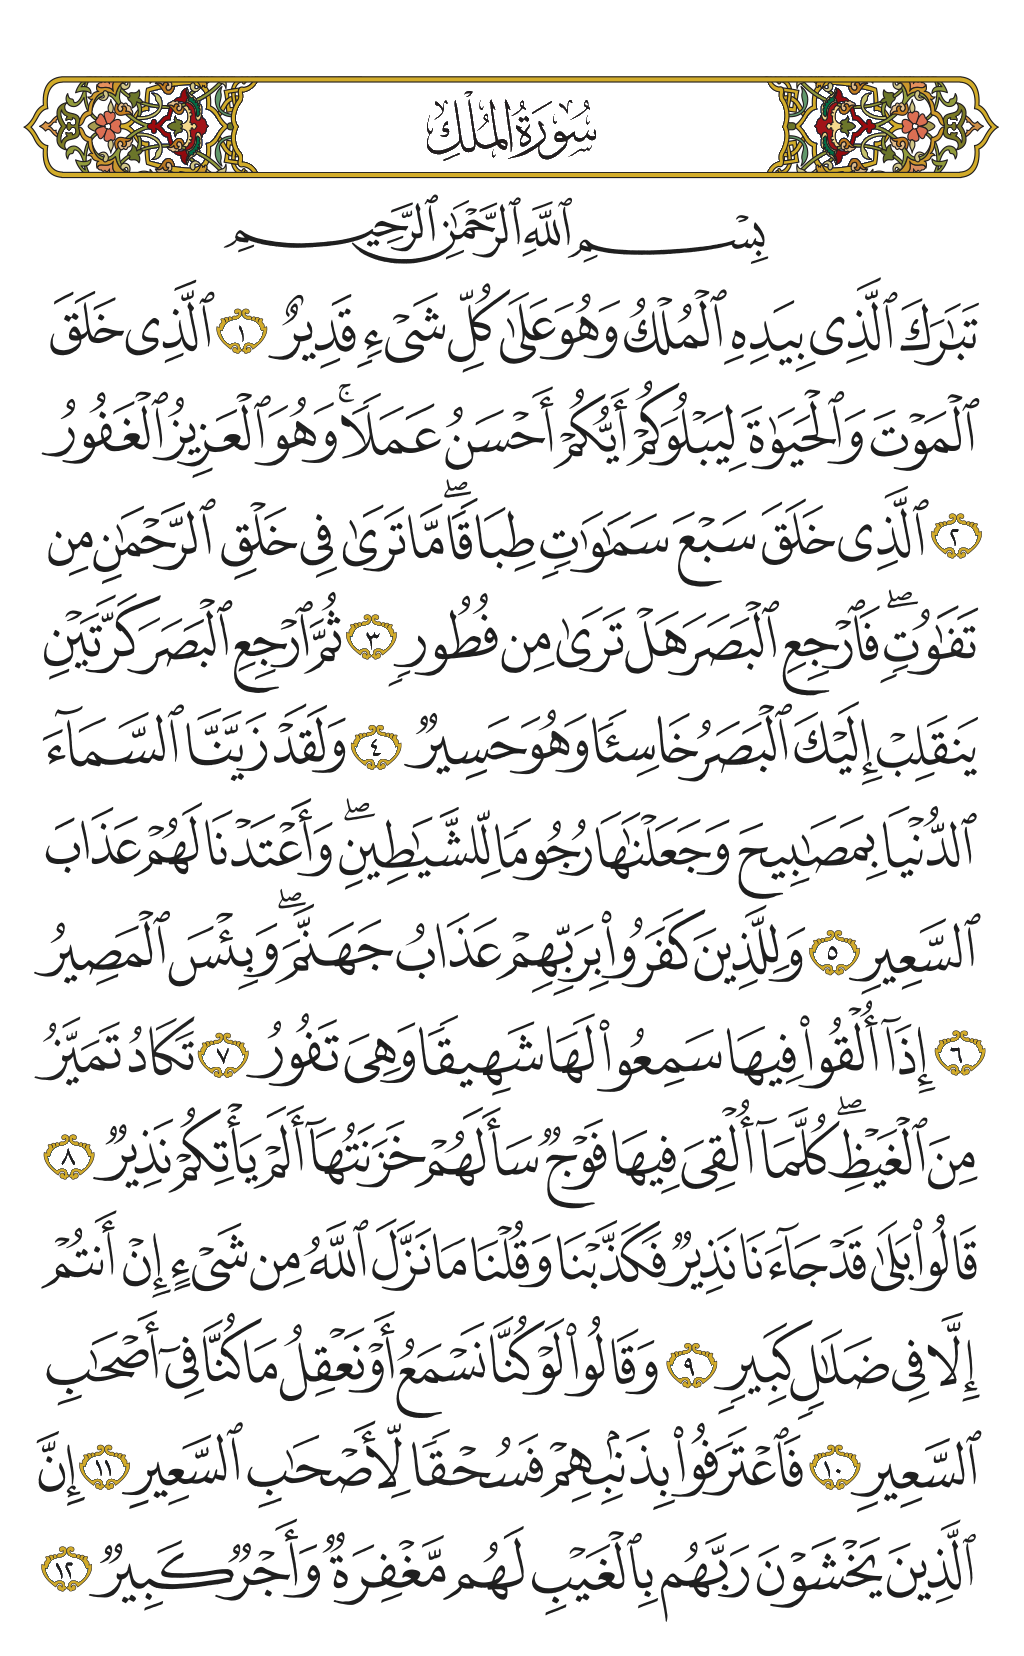 سُورَةُ المُلْكِ
بِسْمِ ٱللَّهِ ٱلرَّحْمَٰنِ ٱلرَّحِيمِ
تَبَٰرَكَ ٱلَّذِى بِيَدِهِ ٱلْمُلْكُ وَهُوَ عَلَىٰ كُلِّ شَىْءٍ قَدِيرٌ ١ ٱلَّذِى خَلَقَ
ٱلْمَوْتَ وَٱلْحَيَوٰةَ لِيَبْلُوَكُمْ أَيُّكُمْ أَحْسَنُ عَمَلًاۚ وَهُوَ ٱلْعَزِيزُ ٱلْغَفُورُ
٢ ٱلَّذِى خَلَقَ سَبْعَ سَمَٰوَٰتٍ طِبَاقًاۖ مَّا تَرَىٰ فِى خَلْقِ ٱلرَّحْمَٰنِ مِن
تَفَٰوُتٍۖ فَٱرْجِعِ ٱلْبَصَرَ هَلْ تَرَىٰ مِن فُطُورٍ ٣ ثُمَّ ٱرْجِعِ ٱلْبَصَرَ كَرَّتَيْنِ
يَنقَلِبْ إِلَيْكَ ٱلْبَصَرُ خَاسِئًا وَهُوَ حَسِيرٌ ٤ وَلَقَدْ زَيَّنَّا ٱلسَّمَآءَ
ٱلدُّنْيَا بِمَصَٰبِيحَ وَجَعَلْنَٰهَا رُجُومًا لِّلشَّيَٰطِينِۖ وَأَعْتَدْنَا لَهُمْ عَذَابَ
ٱلسَّعِيرِ ٥ وَلِلَّذِينَ كَفَرُوا۟ بِرَبِّهِمْ عَذَابُ جَهَنَّمَۖ وَبِئْسَ ٱلْمَصِيرُ
٦ إِذَآ أُلْقُوا۟ فِيهَا سَمِعُوا۟ لَهَا شَهِيقًا وَهِىَ تَفُورُ ٧ تَكَادُ تَمَيَّزُ
مِنَ ٱلْغَيْظِۖ كُلَّمَآ أُلْقِىَ فِيهَا فَوْجٌ سَأَلَهُمْ خَزَنَتُهَآ أَلَمْ يَأْتِكُمْ نَذِيرٌ ٨
قَالُوا۟ بَلَىٰ قَدْ جَآءَنَا نَذِيرٌ فَكَذَّبْنَا وَقُلْنَا مَا نَزَّلَ ٱللَّهُ مِن شَىْءٍ إِنْ أَنتُمْ
إِلَّا فِى ضَلَٰلٍ كَبِيرٍ ٩ وَقَالُوا۟ لَوْ كُنَّا نَسْمَعُ أَوْ نَعْقِلُ مَا كُنَّا فِىٓ أَصْحَٰبِ
ٱلسَّعِيرِ ١٠ فَٱعْتَرَفُوا۟ بِذَنۢبِهِمْ فَسُحْقًا لِّأَصْحَٰبِ ٱلسَّعِيرِ ١١ إِنَّ
ٱلَّذِينَ يَخْشَوْنَ رَبَّهُم بِٱلْغَيْبِ لَهُم مَّغْفِرَةٌ وَأَجْرٌ كَبِيرٌ ١٢